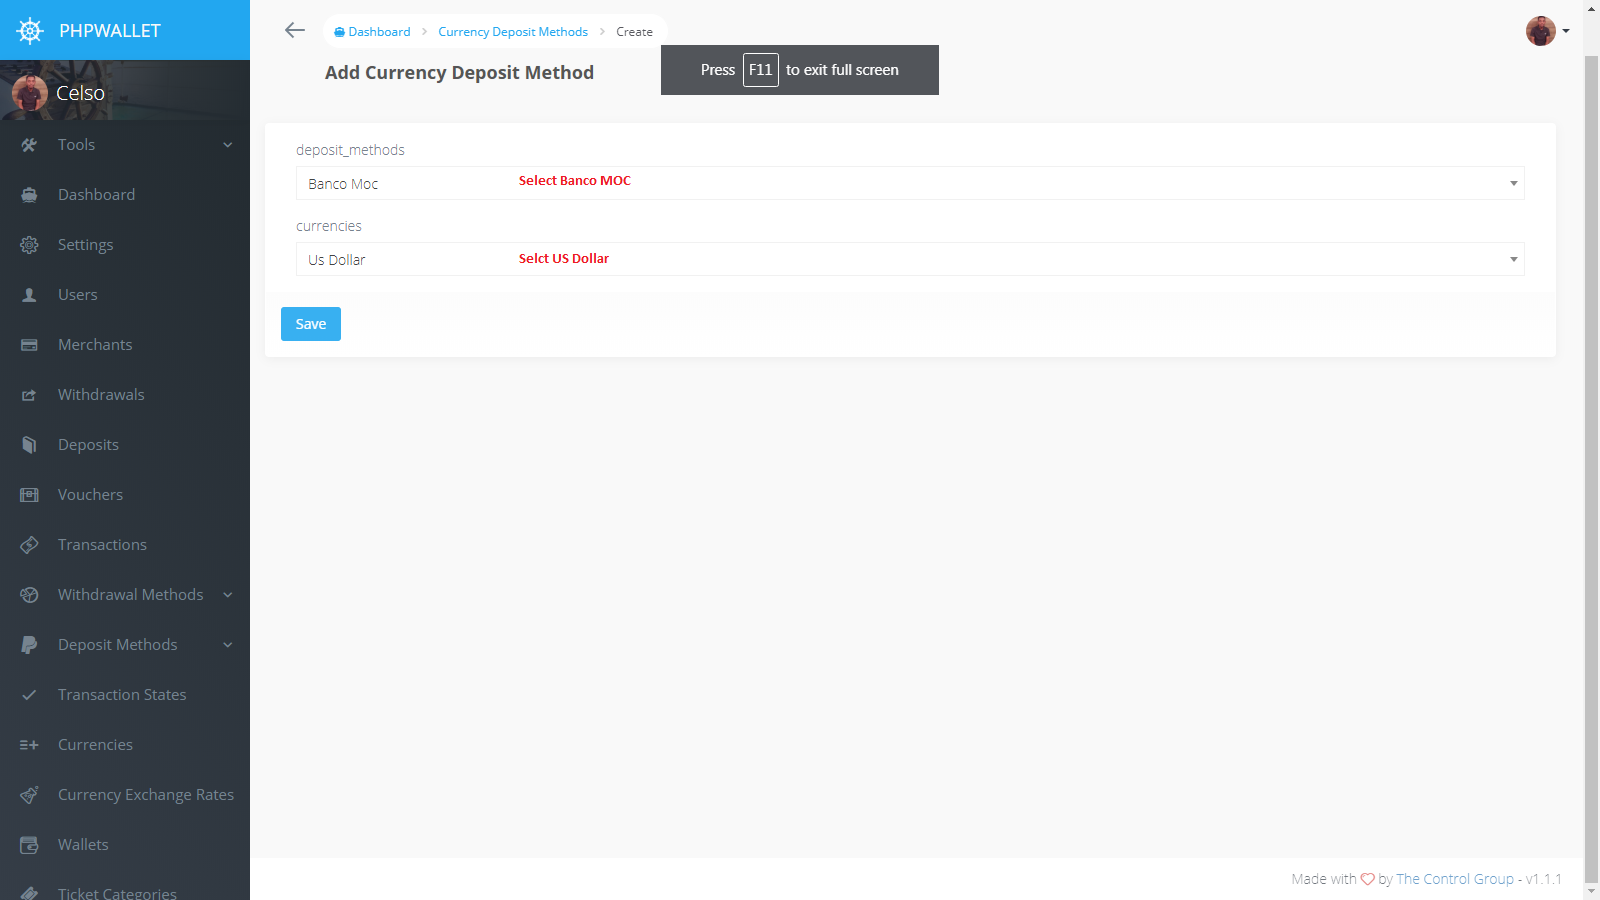 PHPWALLET
Celso
Tools
Dashboard
Settings
Users
Merchants
Withdrawals
Deposits
Vouchers
Transactions
Withdrawal Methods
Deposit Methods
Transaction States
Currencies
Currency Exchange Rates
Wallets
Ticket Categories
Dashboard > Currency Deposit Methods > Create
Add Currency Deposit Method
Press F11 to exit full screen
deposit_methods
Banco Moc Select Banco MOC
currencies
Us Dollar Selct US Dollar
Save
Made with ♡ by The Control Group - v1.1.1